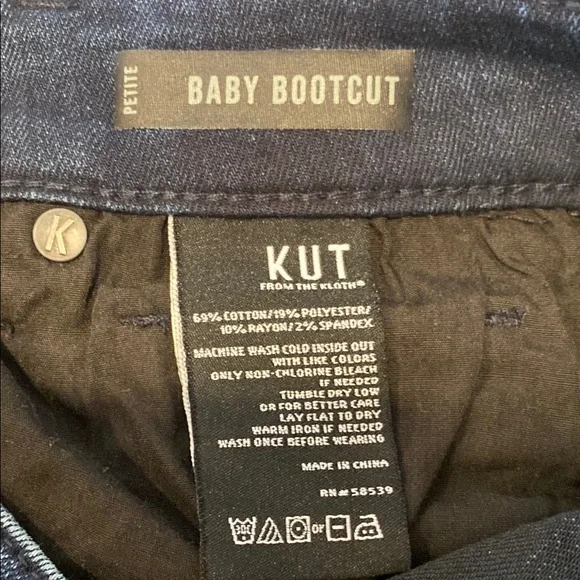 PETITE
BABY BOOTCUT
K
KUT
FROM THE KLOTH®
69% COTTON/19% POLYESTER/
10% RAYON/2% SPANDEX
MACHINE WASH COLD INSIDE OUT
WITH LIKE COLORS
ONLY NON-CHLORINE BLEACH
IF NEEDED
TUMBLE DRY LOW
OR FOR BETTER CARE
LAY FLAT TO DRY
WARM IRON IF NEEDED
WASH ONCE BEFORE WEARING
MADE IN CHINA
RN# 58539
30C or